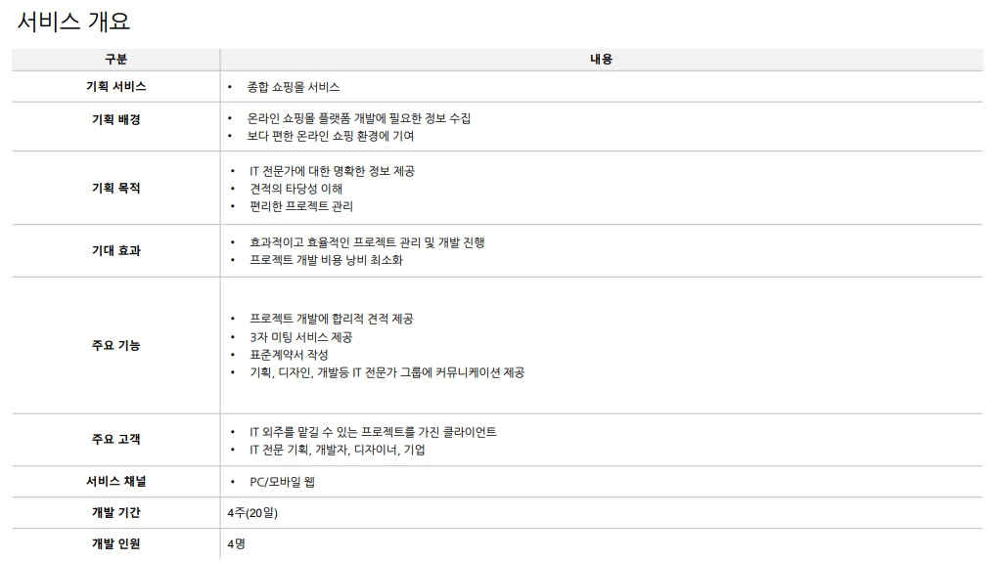 서비스 개요
구분 내용
기획 서비스 • 종합 쇼핑몰 서비스
기획 배경 • 온라인 쇼핑몰 플랫폼 개발에 필요한 정보 수집
• 보다 편한 온라인 쇼핑 환경에 기여
기획 목적 • IT 전문가에 대한 명확한 정보 제공
• 견적의 타당성 이해
• 편리한 프로젝트 관리
기대 효과 • 효과적이고 효율적인 프로젝트 관리 및 개발 진행
• 프로젝트 개발 비용 낭비 최소화
주요 기능 • 프로젝트 개발에 합리적 견적 제공
• 3자 미팅 서비스 제공
• 표준계약서 작성
• 기획, 디자인, 개발등 IT 전문가 그룹에 커뮤니케이션 제공
주요 고객 • IT 외주를 맡길 수 있는 프로젝트를 가진 클라이언트
• IT 전문 기획, 개발자, 디자이너, 기업
서비스 채널 • PC/모바일 웹
개발 기간 4주(20일)
개발 인원 4명